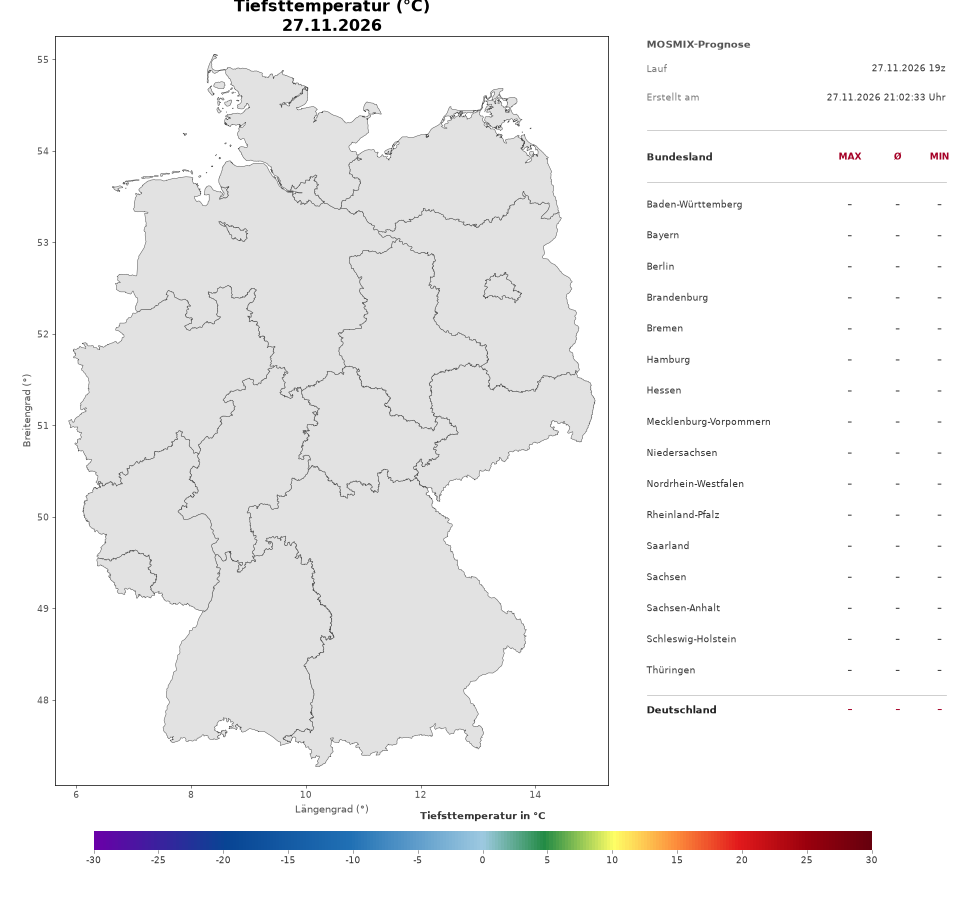 Tiefsttemperatur (°C)
27.11.2026
55
54
53
52
51
50
49
48
Breitengrad (°)
6 8 10 12 14
Längengrad (°)
MOSMIX-Prognose
Lauf 27.11.2026 19z
Erstellt am 27.11.2026 21:02:33 Uhr
Bundesland MAX Ø MIN
Baden-Württemberg – – –
Bayern – – –
Berlin – – –
Brandenburg – – –
Bremen – – –
Hamburg – – –
Hessen – – –
Mecklenburg-Vorpommern – – –
Niedersachsen – – –
Nordrhein-Westfalen – – –
Rheinland-Pfalz – – –
Saarland – – –
Sachsen – – –
Sachsen-Anhalt – – –
Schleswig-Holstein – – –
Thüringen – – –
Deutschland – – –
Tiefsttemperatur in °C
-30 -25 -20 -15 -10 -5 0 5 10 15 20 25 30